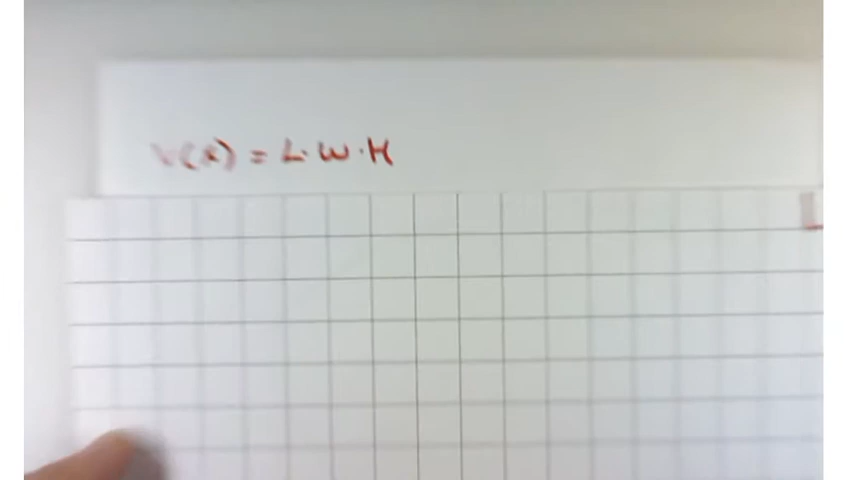 V(x) = L·W·H